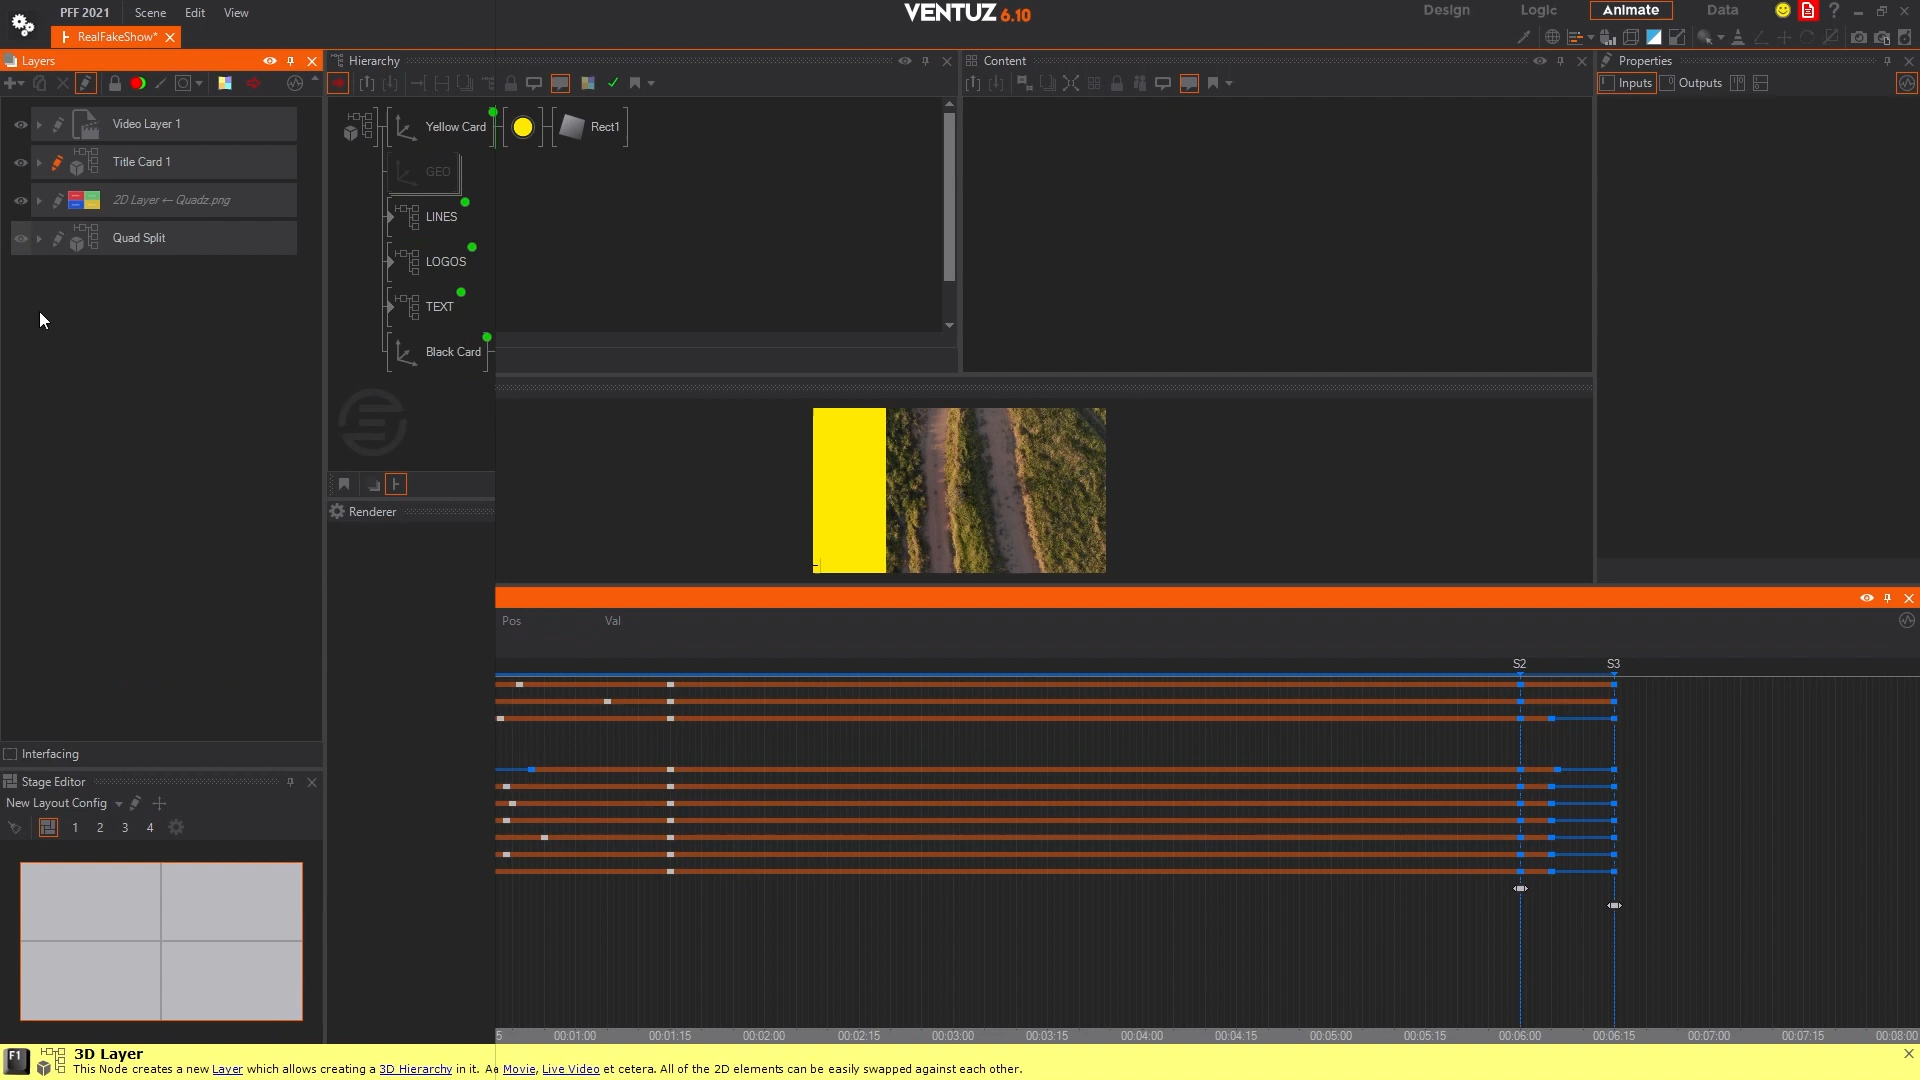 PFF 2021 Scene Edit View
VENTUZ 6.10
Design Logic Animate Data
RealFakeShow*
Layers
Hierarchy
Content
Properties
Inputs Outputs
Video Layer 1
Title Card 1
2D Layer ← Quadz.png
Quad Split
Yellow Card
Rect1
GEO
LINES
LOGOS
TEXT
Black Card
Renderer
Interfacing
Stage Editor
New Layout Config
1 2 3 4
Pos Val
S2 S3
5 00:01:00 00:01:15 00:02:00 00:02:15 00:03:00 00:03:15 00:04:00 00:04:15 00:05:00 00:05:15 00:06:00 00:06:15 00:07:00 00:07:15 00:08:00
F1
3D Layer
This Node creates a new Layer which allows creating a 3D Hierarchy in it. Movie, Live Video et cetera. All of the 2D elements can be easily swapped against each other.